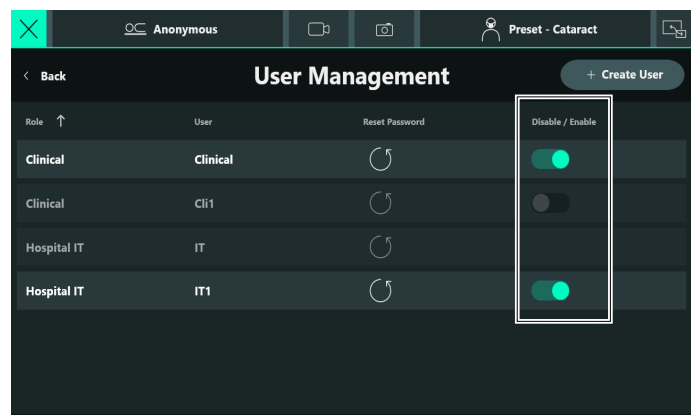 Anonymous Preset - Cataract
< Back User Management + Create User
Role ↑ User Reset Password Disable / Enable
Clinical Clinical
Clinical Cli1
Hospital IT IT
Hospital IT IT1